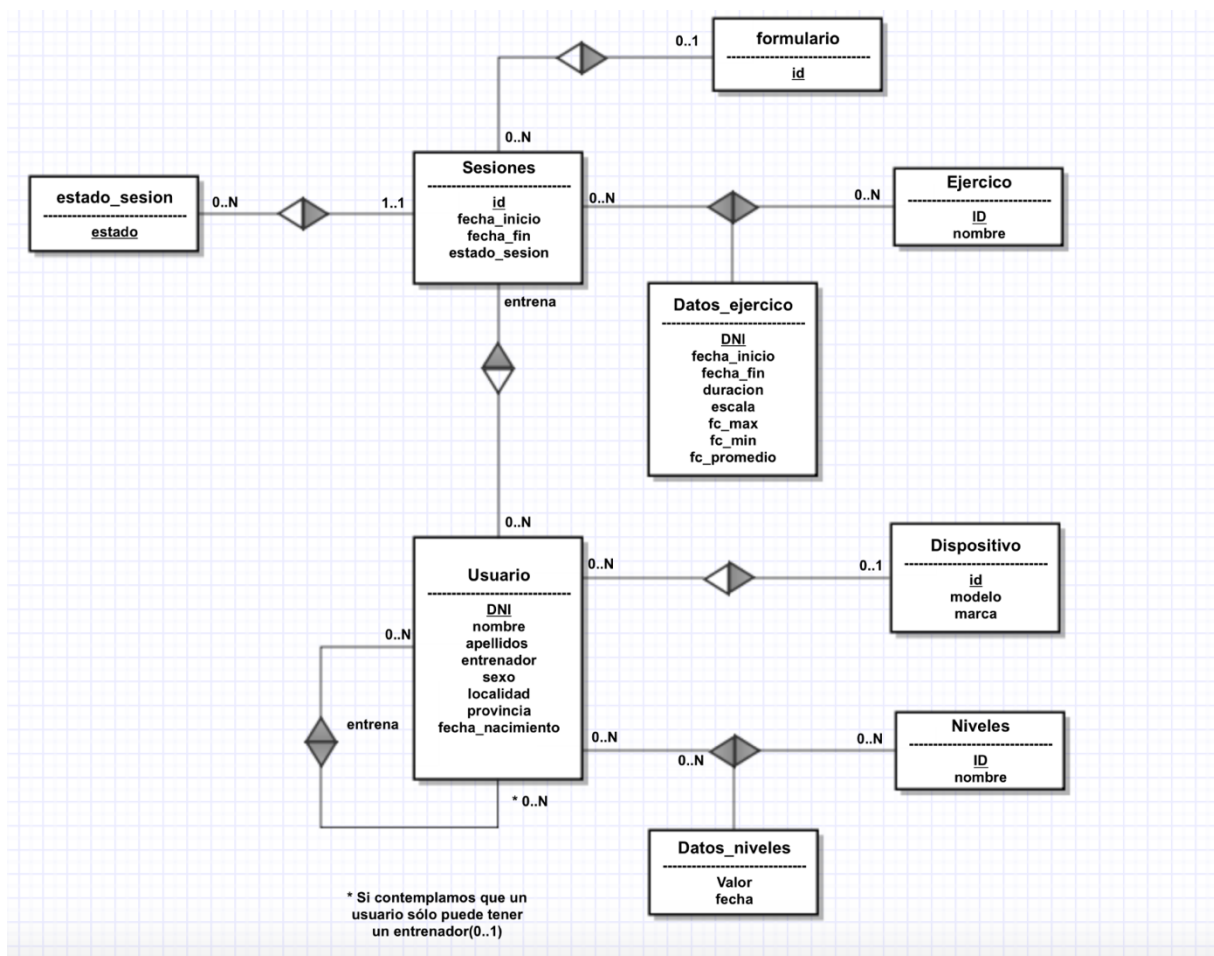 formulario
id
0..1
0..N
estado_sesion
estado
0..N
1..1
Sesiones
id
fecha_inicio
fecha_fin
estado_sesion
0..N
0..N
Ejercico
ID
nombre
entrena
Datos_ejercico
DNI
fecha_inicio
fecha_fin
duracion
escala
fc_max
fc_min
fc_promedio
0..N
Usuario
DNI
nombre
apellidos
entrenador
sexo
localidad
provincia
fecha_nacimiento
0..N
0..1
Dispositivo
id
modelo
marca
0..N
entrena
* 0..N
0..N
0..N
0..N
Niveles
ID
nombre
Datos_niveles
Valor
fecha
* Si contemplamos que un
usuario sólo puede tener
un entrenador(0..1)